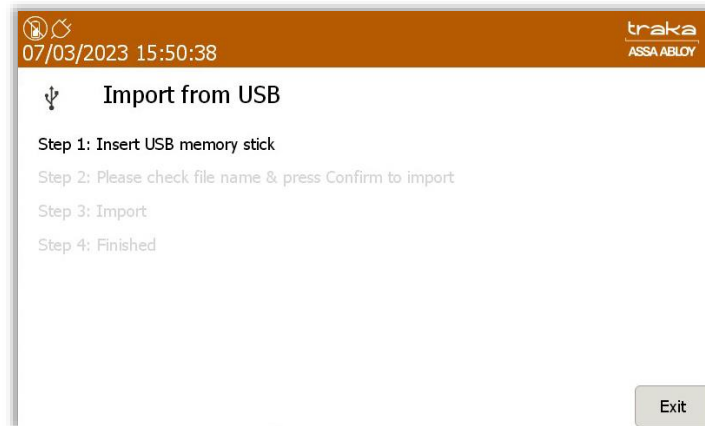 traka
07/03/2023 15:50:38
ASSA ABLOY
Import from USB
Step 1: Insert USB memory stick
Step 2: Please check file name & press Confirm to import
Step 3: Import
Step 4: Finished
Exit